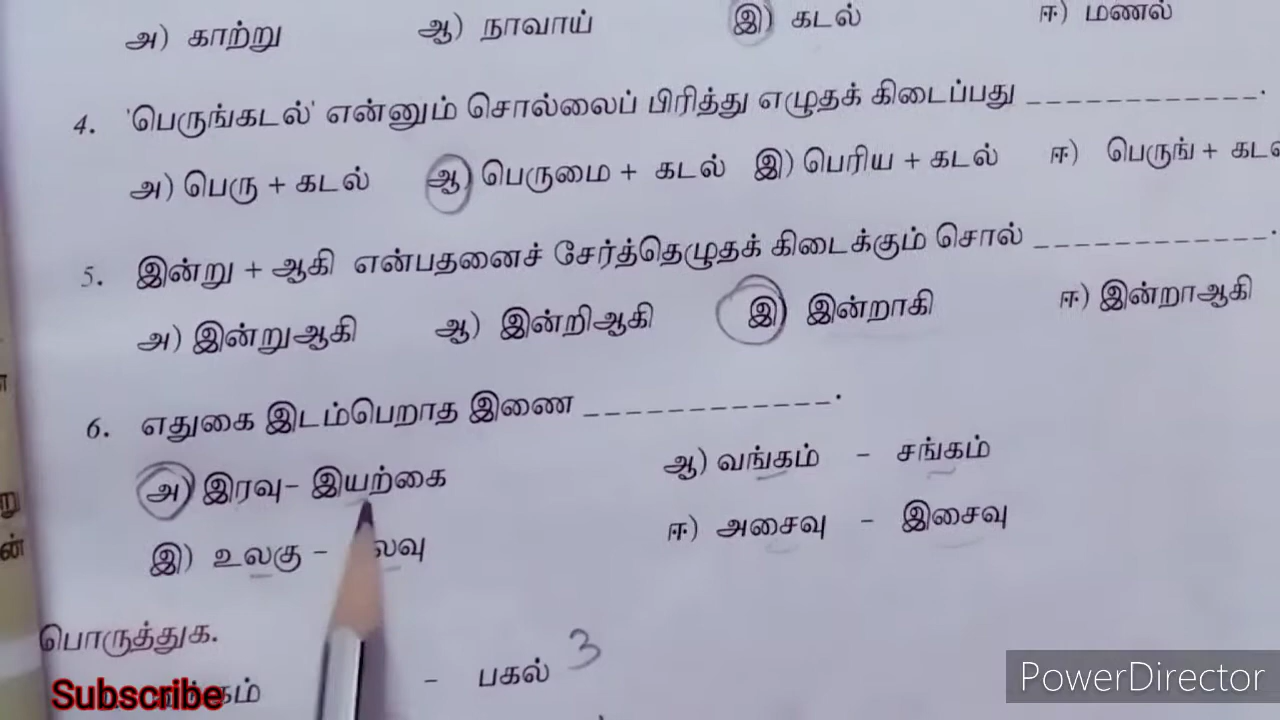 அ) காற்று ஆ) நாவாய் இ) கடல் ஈ) மணல்
4. 'பெருங்கடல்' என்னும் சொல்லைப் பிரித்து எழுதக் கிடைப்பது ____________.
அ) பெரு + கடல் ஆ) பெருமை + கடல் இ) பெரிய + கடல் ஈ) பெருங் +
5. இன்று + ஆகி என்பதனைச் சேர்த்தெழுதக் கிடைக்கும் சொல் ____________.
அ) இன்றுஆகி ஆ) இன்றிஆகி இ) இன்றாகி ஈ) இன்றாஆகி
6. எதுகை இடம்பெறாத இணை ____________.
அ) இரவு- இயற்கை ஆ) வங்கம் - சங்கம்
இ) உலகு - ஈ) அசைவு - இசைவு
பொருத்துக.
- பகல் 3
Subscribe
PowerDirector